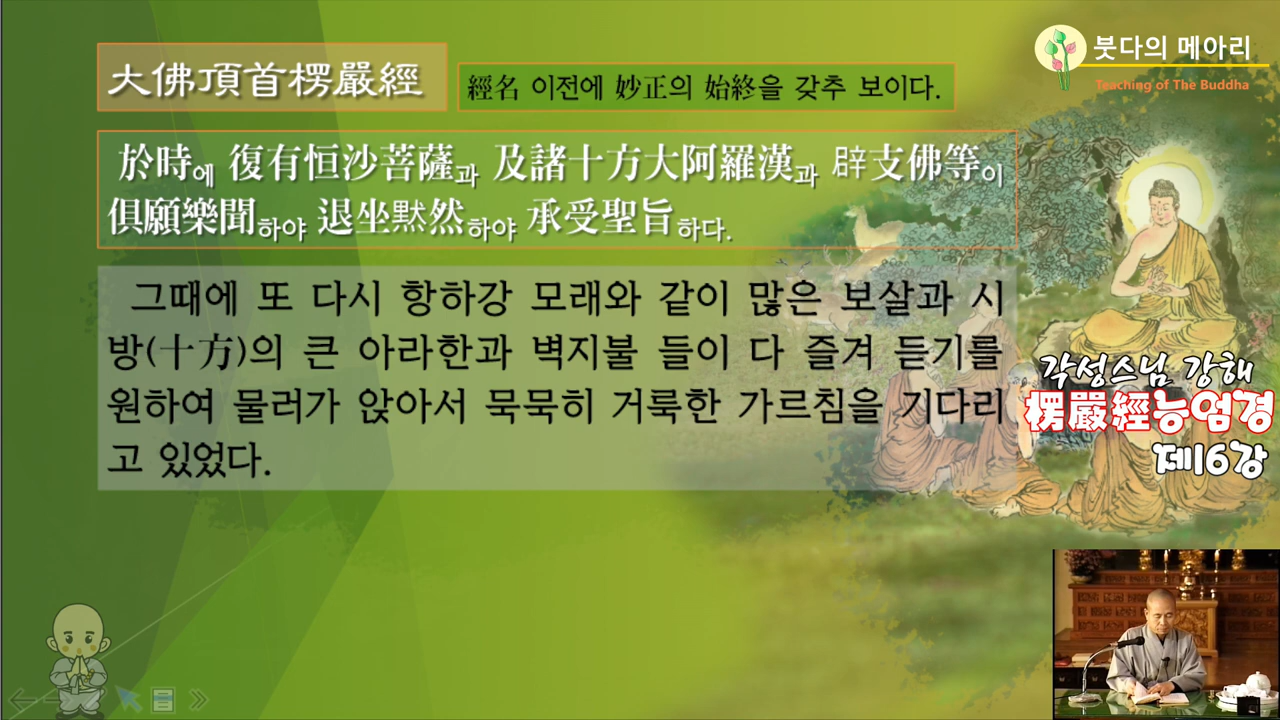 大佛頂首楞嚴經
經名 이전에 妙正의 始終을 갖추 보이다.
붓다의 메아리
Teaching of The Buddha
於時에 復有恒沙菩薩과 及諸十方大阿羅漢과 辟支佛等이
俱願樂聞하야 退坐黙然하야 承受聖旨하다.
그때에 또 다시 항하강 모래와 같이 많은 보살과 시
방(十方)의 큰 아라한과 벽지불 들이 다 즐겨 듣기를
원하여 물러가 앉아서 묵묵히 거룩한 가르침을 기다리
고 있었다.
각성스님 강해
楞嚴經능엄경
제16강